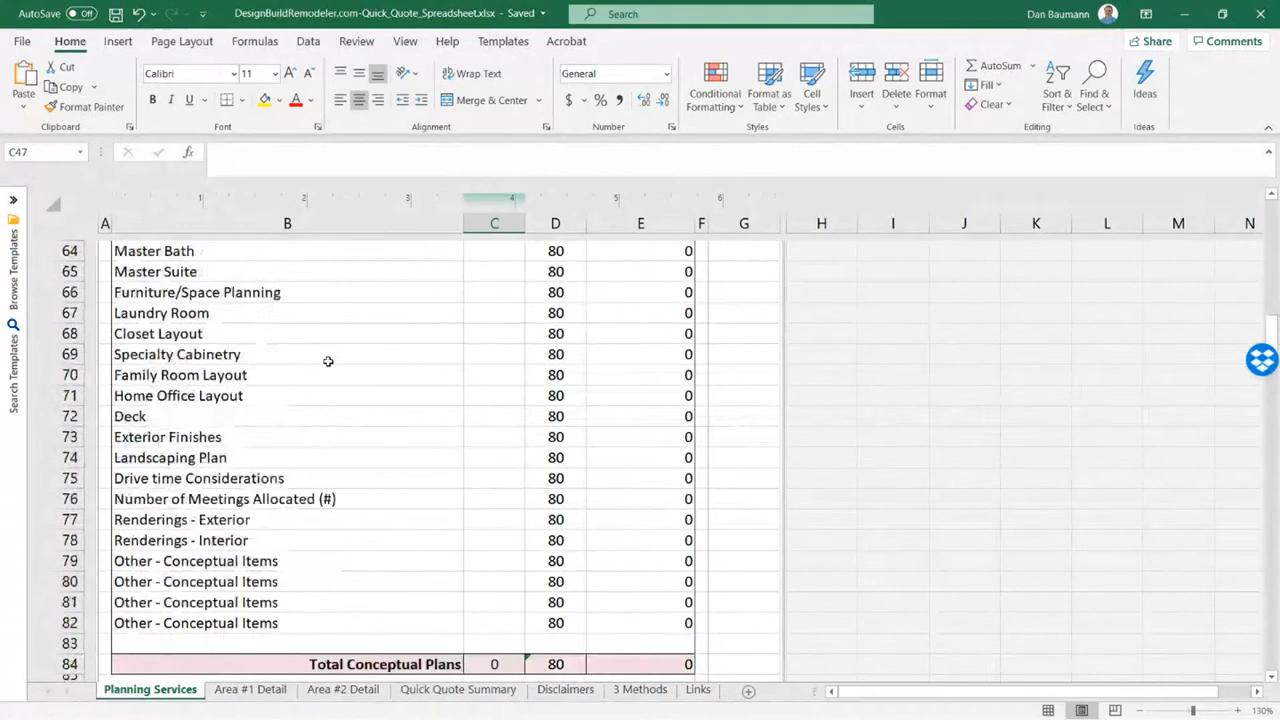 AutoSave Off DesignBuildRemodeler.com-Quick_Quote_Spreadsheet.xlsx - Saved Search Dan Baumann
File Home Insert Page Layout Formulas Data Review View Help Templates Acrobat Share Comments
Paste Cut Copy Format Painter Calibri 11 B I U Wrap Text Merge & Center General $ % Conditional Formatting Format as Table Cell Styles Insert Delete Format AutoSum Fill Clear Sort & Filter Find & Select Ideas
Clipboard Font Alignment Number Styles Cells Editing Ideas
C47 fx
1 2 3 4 5 6
A B C D E F G H I J K L M N
Browse Templates
Search Templates
64 Master Bath 80 0
65 Master Suite 80 0
66 Furniture/Space Planning 80 0
67 Laundry Room 80 0
68 Closet Layout 80 0
69 Specialty Cabinetry 80 0
70 Family Room Layout 80 0
71 Home Office Layout 80 0
72 Deck 80 0
73 Exterior Finishes 80 0
74 Landscaping Plan 80 0
75 Drive time Considerations 80 0
76 Number of Meetings Allocated (#) 80 0
77 Renderings - Exterior 80 0
78 Renderings - Interior 80 0
79 Other - Conceptual Items 80 0
80 Other - Conceptual Items 80 0
81 Other - Conceptual Items 80 0
82 Other - Conceptual Items 80 0
83
84 Total Conceptual Plans 0 80 0
Planning Services Area #1 Detail Area #2 Detail Quick Quote Summary Disclaimers 3 Methods Links
130%